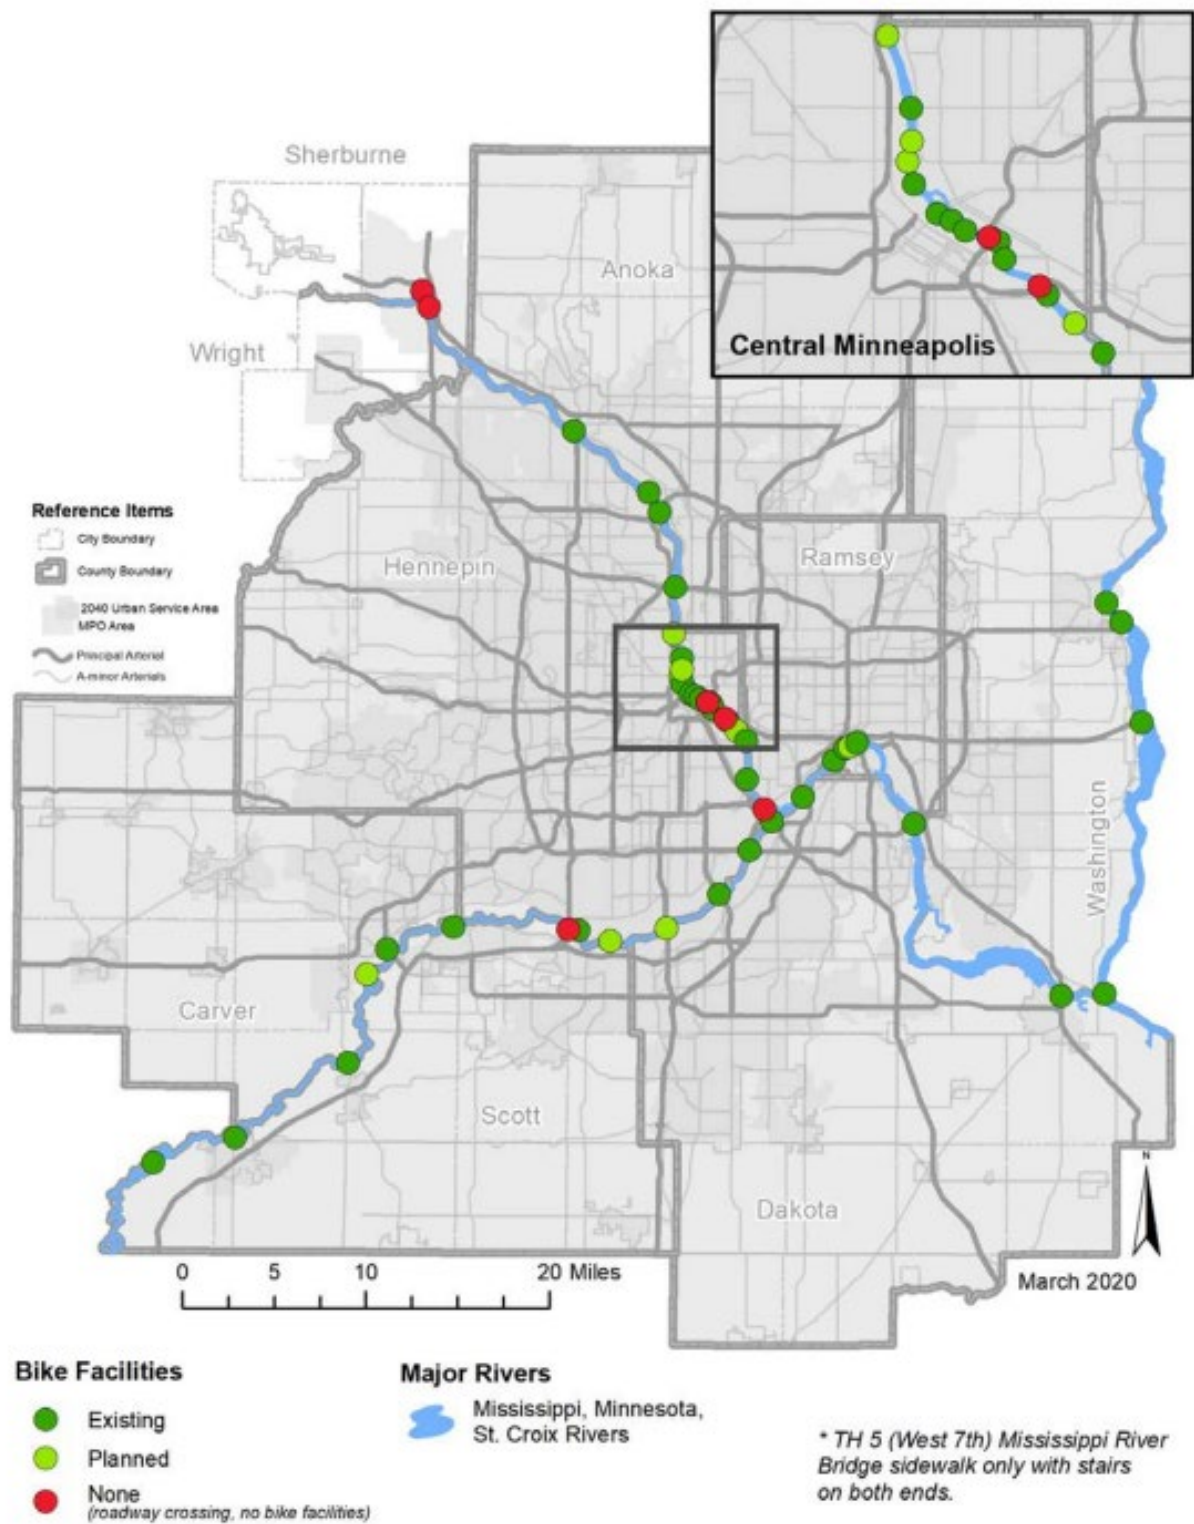 Sherburne
Anoka
Wright
Central Minneapolis
Reference Items
City Boundary
County Boundary
2040 Urban Service Area
MPO Area
Principal Arterial
A-minor Arterials
Hennepin
Ramsey
Washington
Carver
Scott
Dakota
N
0 5 10 20 Miles
March 2020
Bike Facilities
Existing
Planned
None
(roadway crossing, no bike facilities)
Major Rivers
Mississippi, Minnesota,
St. Croix Rivers
* TH 5 (West 7th) Mississippi River
Bridge sidewalk only with stairs
on both ends.